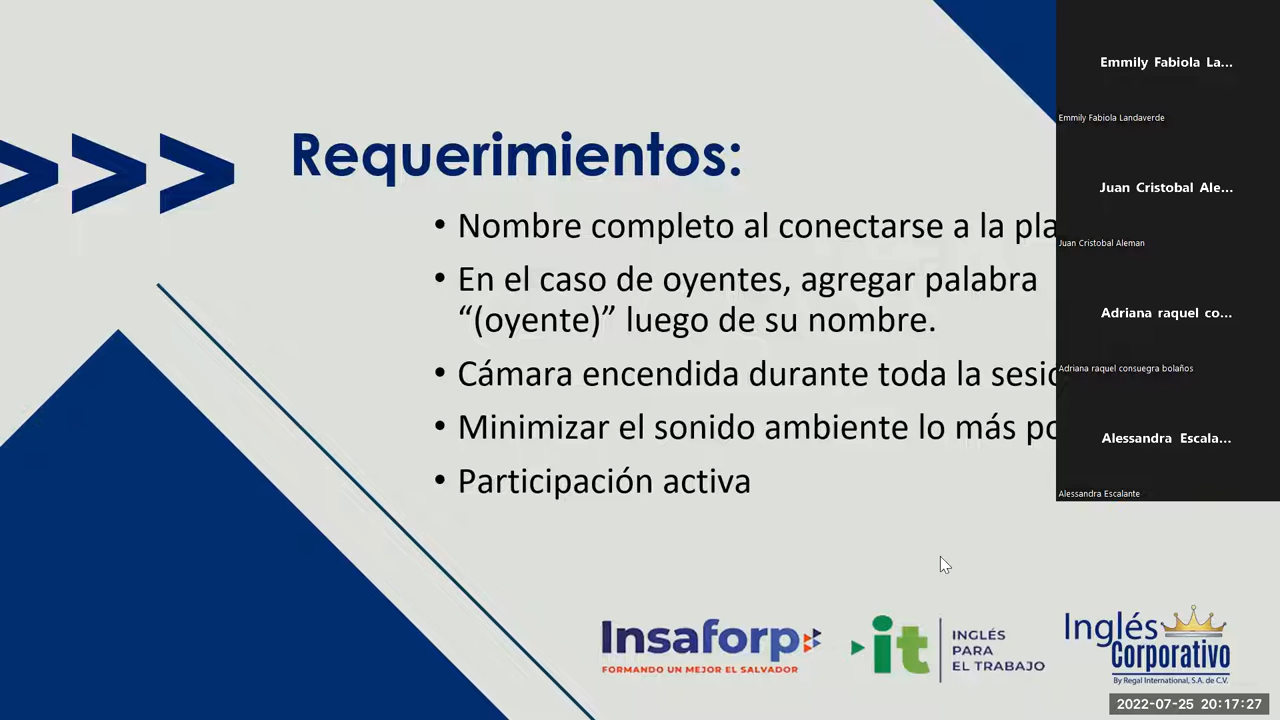 >>> Requerimientos:
• Nombre completo al conectarse a la
• En el caso de oyentes, agregar palabra
“(oyente)” luego de su nombre.
• Cámara encendida durante toda la
• Minimizar el sonido ambiente lo más
• Participación activa
Emmily Fabiola La...
Emmily Fabiola Landaverde
Juan Cristobal Ale...
Juan Cristobal Aleman
Adriana raquel co...
Adriana raquel consuegra bolaños
Alessandra Escala...
Alessandra Escalante
Insaforp
FORMANDO UN MEJOR EL SALVADOR
it
INGLÉS
PARA
EL TRABAJO
Inglés
Corporativo
By Regal International, S.A. de C.V.
2022-07-25 20:17:27